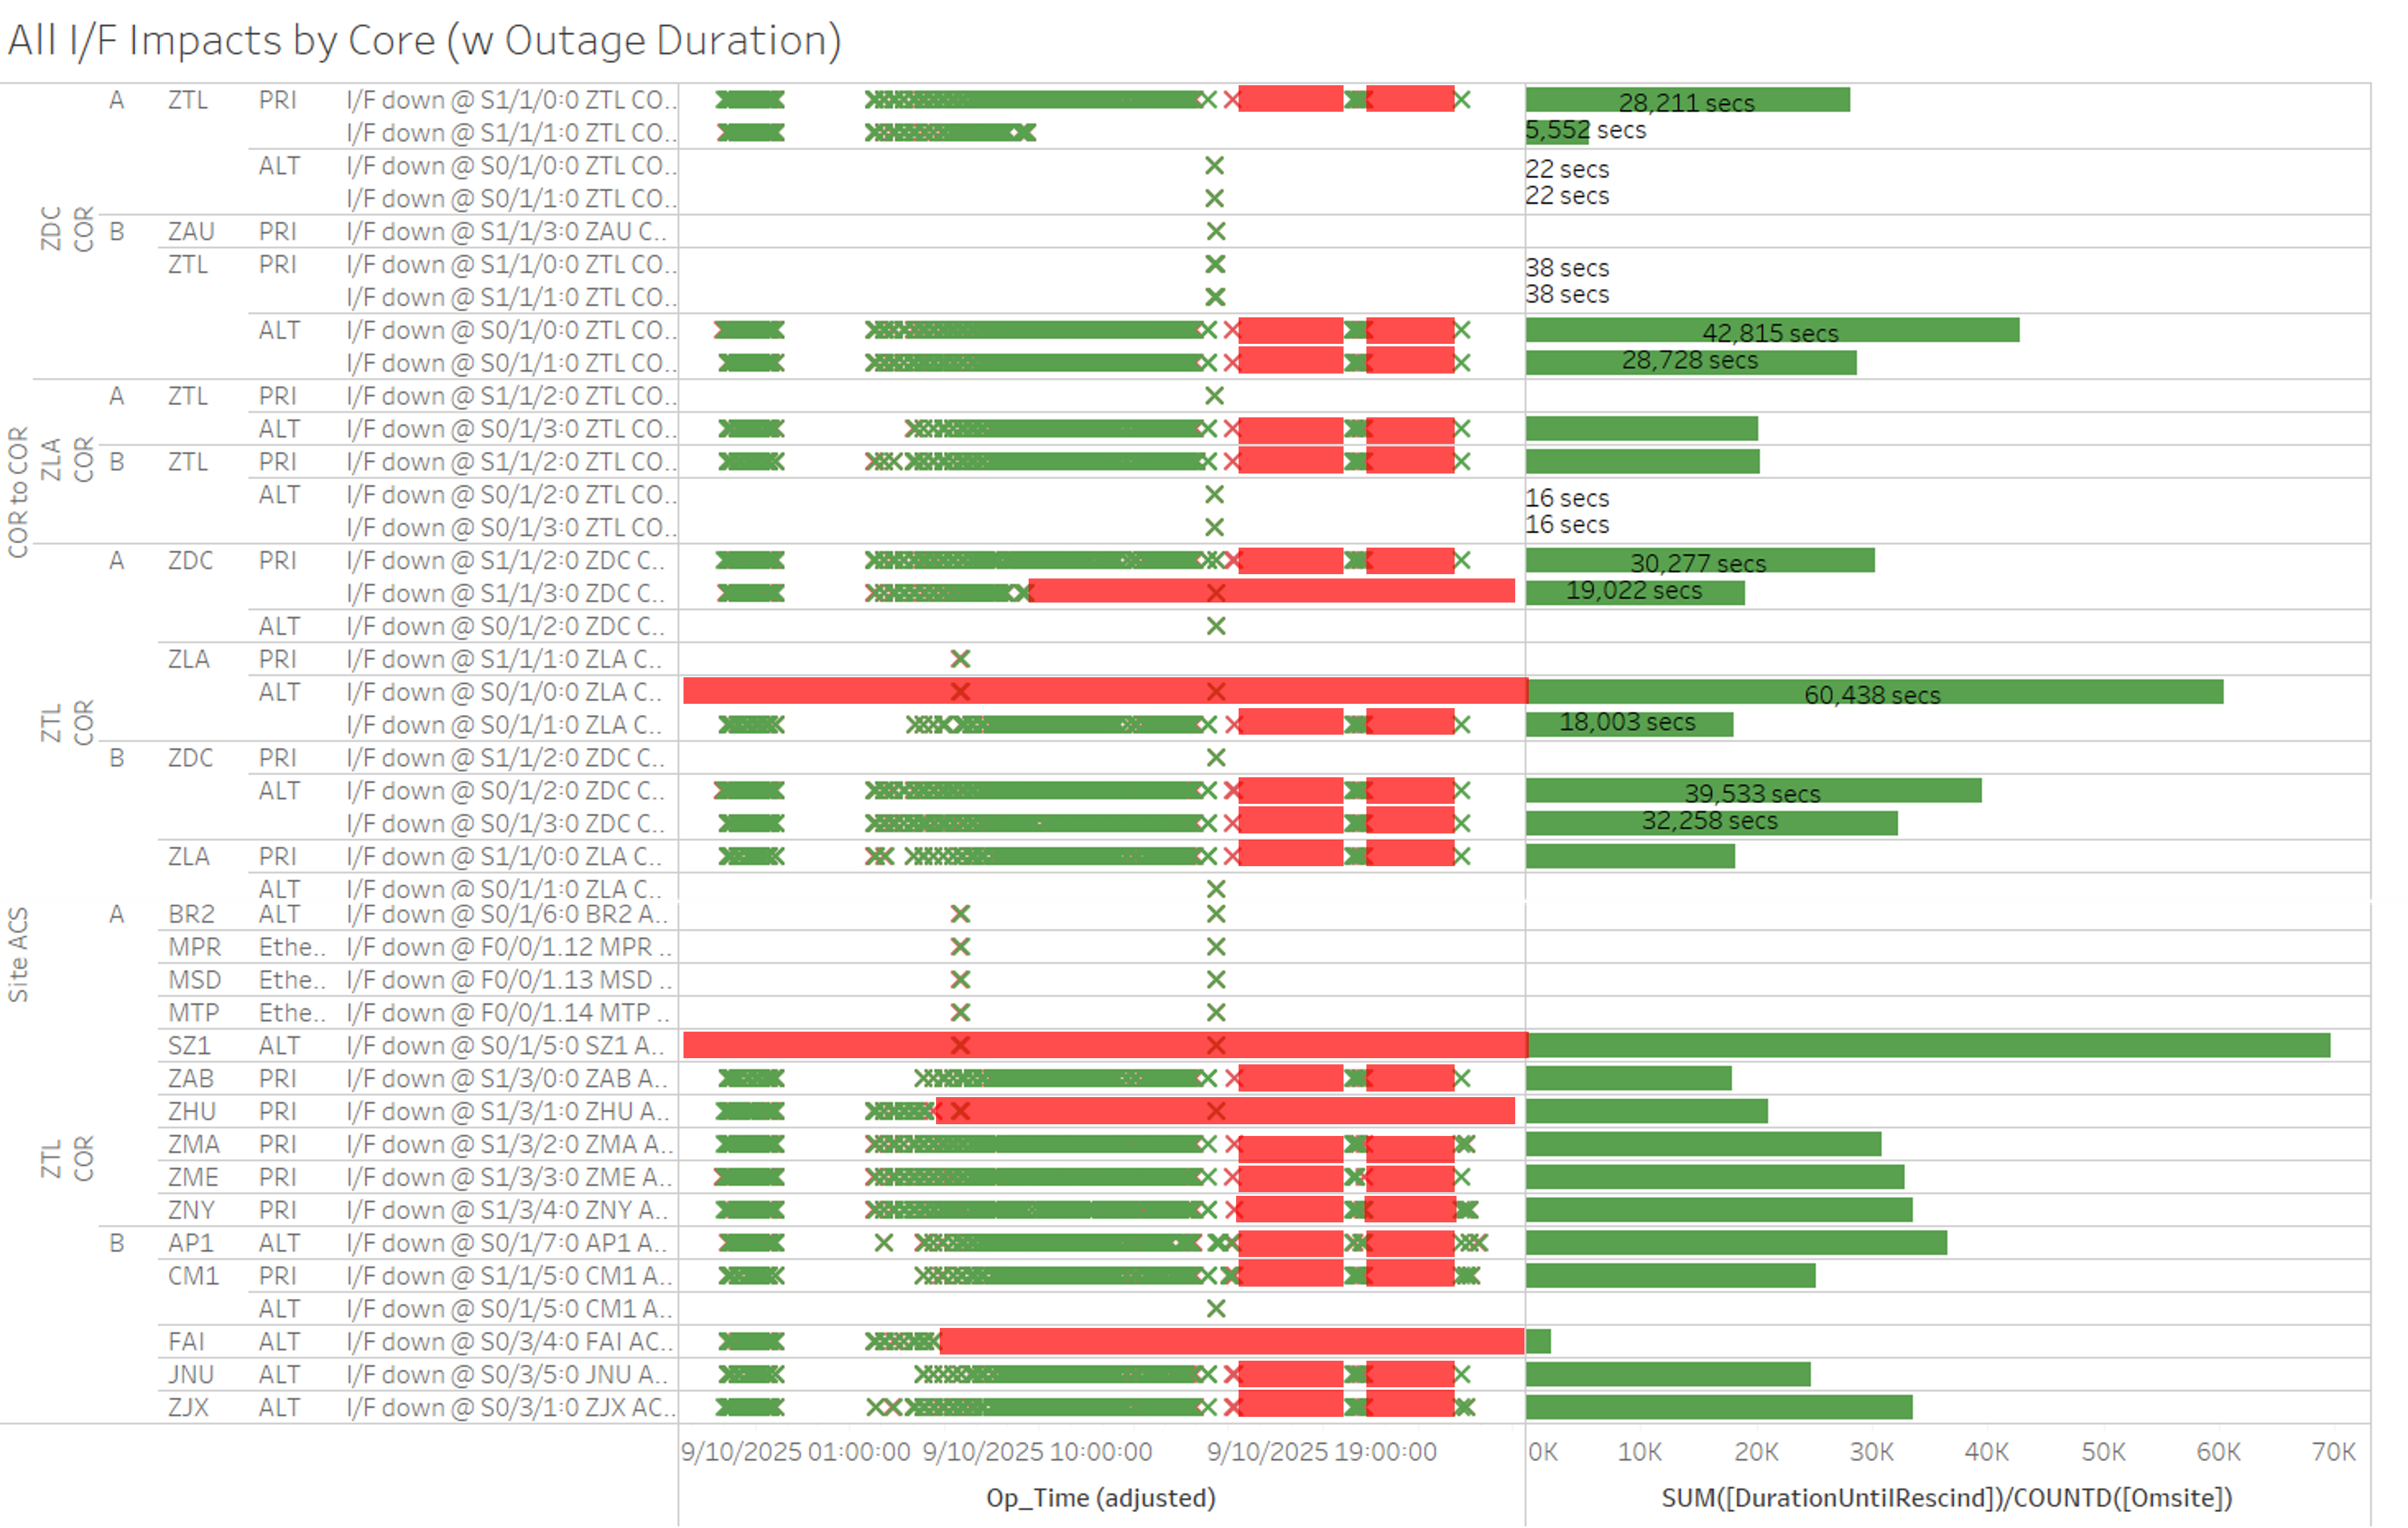 All I/F Impacts by Core (w Outage Duration)
A ZTL PRI I/F down @ S1/1/0:0 ZTL CO.. 28,211 secs
I/F down @ S1/1/1:0 ZTL CO.. 5,552 secs
ALT I/F down @ S0/1/0:0 ZTL CO.. 22 secs
I/F down @ S0/1/1:0 ZTL CO.. 22 secs
ZDC COR
B ZAU PRI I/F down @ S1/1/3:0 ZAU C..
ZTL PRI I/F down @ S1/1/0:0 ZTL CO.. 38 secs
I/F down @ S1/1/1:0 ZTL CO.. 38 secs
ALT I/F down @ S0/1/0:0 ZTL CO.. 42,815 secs
I/F down @ S0/1/1:0 ZTL CO.. 28,728 secs
A ZTL PRI I/F down @ S1/1/2:0 ZTL CO..
ALT I/F down @ S0/1/3:0 ZTL CO..
COR to COR
ZLA COR
B ZTL PRI I/F down @ S1/1/2:0 ZTL CO..
ALT I/F down @ S0/1/2:0 ZTL CO.. 16 secs
I/F down @ S0/1/3:0 ZTL CO.. 16 secs
A ZDC PRI I/F down @ S1/1/2:0 ZDC C.. 30,277 secs
I/F down @ S1/1/3:0 ZDC C.. 19,022 secs
ALT I/F down @ S0/1/2:0 ZDC C..
ZLA PRI I/F down @ S1/1/1:0 ZLA C..
ALT I/F down @ S0/1/0:0 ZLA C.. 60,438 secs
I/F down @ S0/1/1:0 ZLA C.. 18,003 secs
ZTL COR
B ZDC PRI I/F down @ S1/1/2:0 ZDC C..
ALT I/F down @ S0/1/2:0 ZDC C.. 39,533 secs
I/F down @ S0/1/3:0 ZDC C.. 32,258 secs
ZLA PRI I/F down @ S1/1/0:0 ZLA C..
ALT I/F down @ S0/1/1:0 ZLA C..
Site ACS
A BR2 ALT I/F down @ S0/1/6:0 BR2 A..
MPR Ethe.. I/F down @ F0/0/1.12 MPR ..
MSD Ethe.. I/F down @ F0/0/1.13 MSD ..
MTP Ethe.. I/F down @ F0/0/1.14 MTP ..
SZ1 ALT I/F down @ S0/1/5:0 SZ1 A..
ZAB PRI I/F down @ S1/3/0:0 ZAB A..
ZHU PRI I/F down @ S1/3/1:0 ZHU A..
ZTL COR
ZMA PRI I/F down @ S1/3/2:0 ZMA A..
ZME PRI I/F down @ S1/3/3:0 ZME A..
ZNY PRI I/F down @ S1/3/4:0 ZNY A..
B AP1 ALT I/F down @ S0/1/7:0 AP1 A..
CM1 PRI I/F down @ S1/1/5:0 CM1 A..
ALT I/F down @ S0/1/5:0 CM1 A..
FAI ALT I/F down @ S0/3/4:0 FAI AC..
JNU ALT I/F down @ S0/3/5:0 JNU A..
ZJX ALT I/F down @ S0/3/1:0 ZJX AC..
9/10/2025 01:00:00 9/10/2025 10:00:00 9/10/2025 19:00:00 0K 10K 20K 30K 40K 50K 60K 70K
Op_Time (adjusted) SUM([DurationUntilRescind])/COUNTD([Omsite])